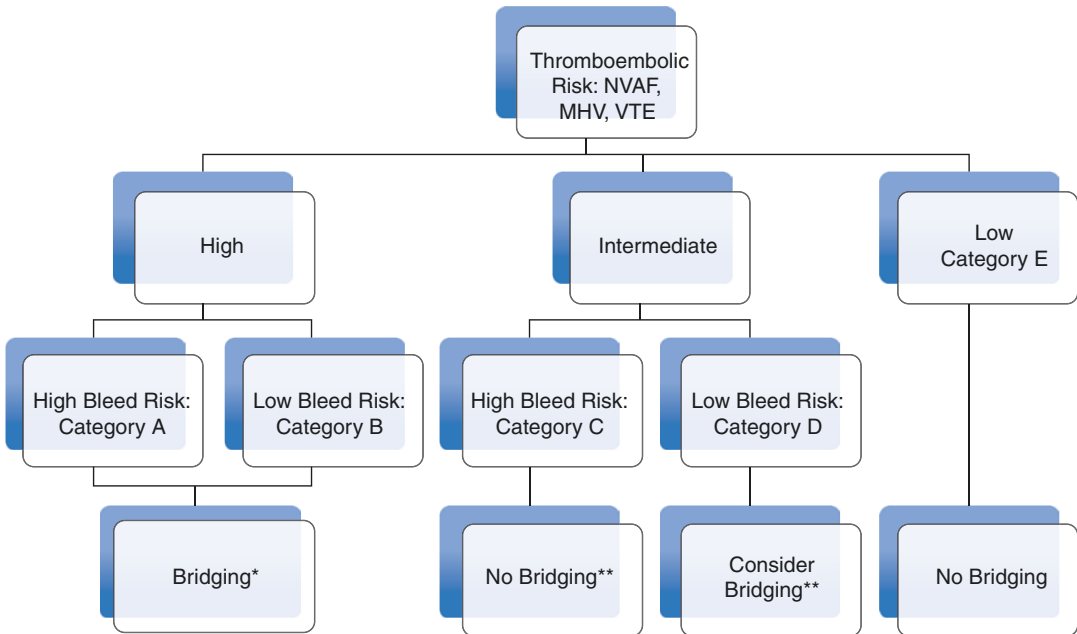 Thromboembolic
Risk: NVAF,
MHV, VTE
High
Intermediate
Low
Category E
High Bleed Risk:
Category A
Low Bleed Risk:
Category B
High Bleed Risk:
Category C
Low Bleed Risk:
Category D
Bridging*
No Bridging**
Consider
Bridging**
No Bridging